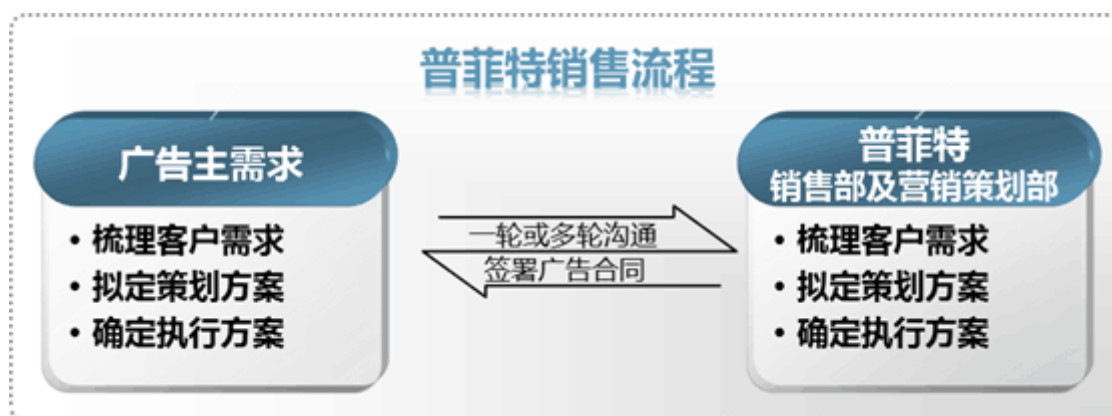 普菲特销售流程
广告主需求
• 梳理客户需求
• 拟定策划方案
• 确定执行方案
一轮或多轮沟通
签署广告合同
普菲特
销售部及营销策划部
• 梳理客户需求
• 拟定策划方案
• 确定执行方案